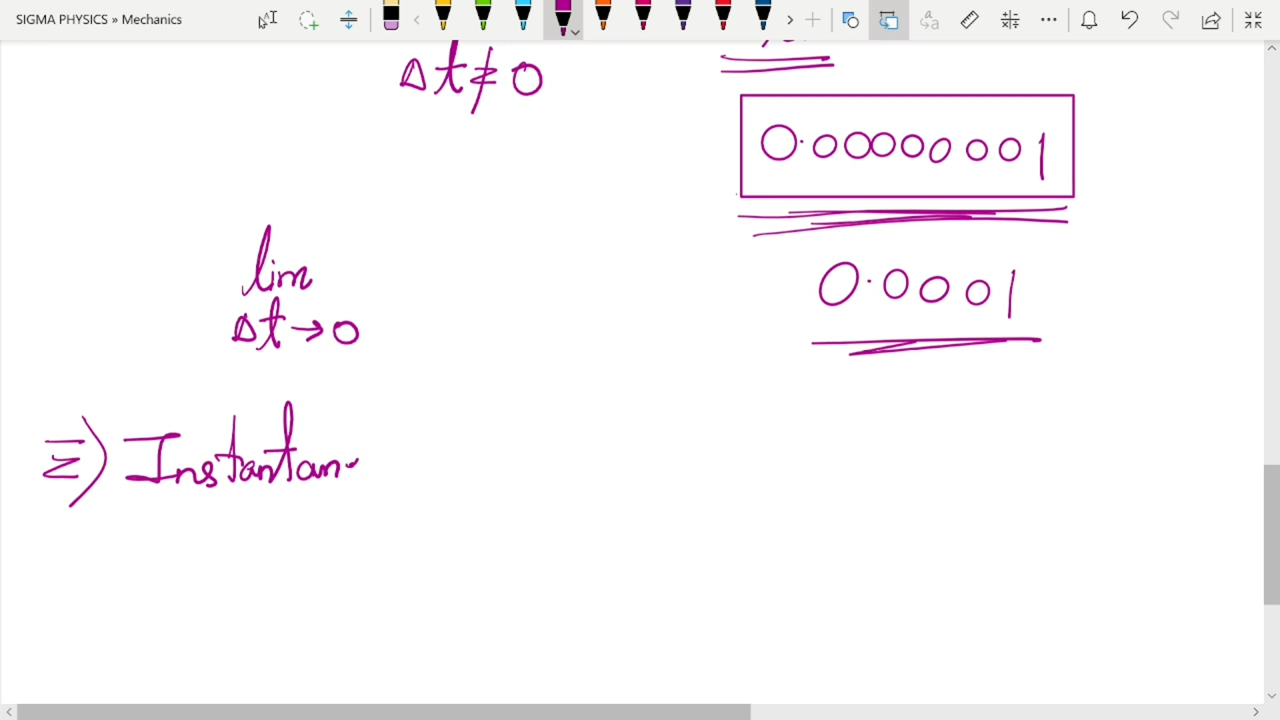 SIGMA PHYSICS » Mechanics
Δt≠0
0.00000001
lim
Δt→0
0.0001
⇒) Instantan